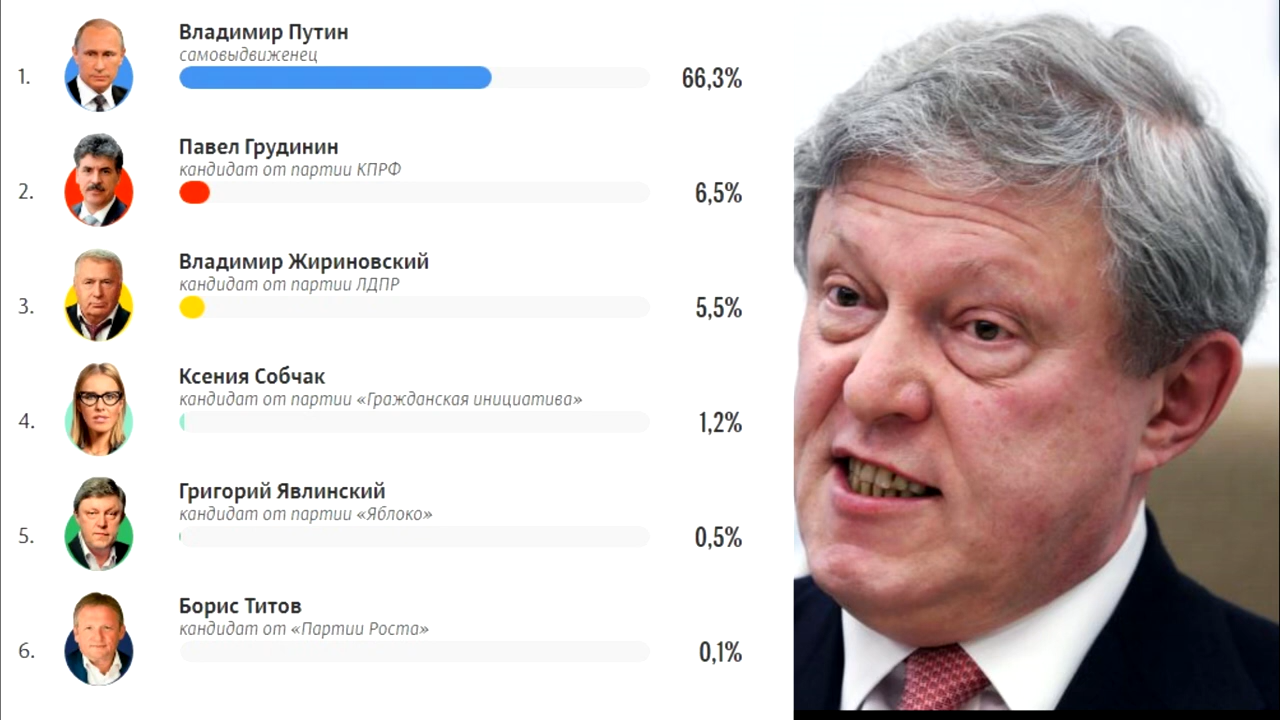 1.
Владимир Путин
самовыдвиженец
66,3%
2.
Павел Грудинин
кандидат от партии КПРФ
6,5%
3.
Владимир Жириновский
кандидат от партии ЛДПР
5,5%
4.
Ксения Собчак
кандидат от партии «Гражданская инициатива»
1,2%
5.
Григорий Явлинский
кандидат от партии «Яблоко»
0,5%
6.
Борис Титов
кандидат от «Партии Роста»
0,1%